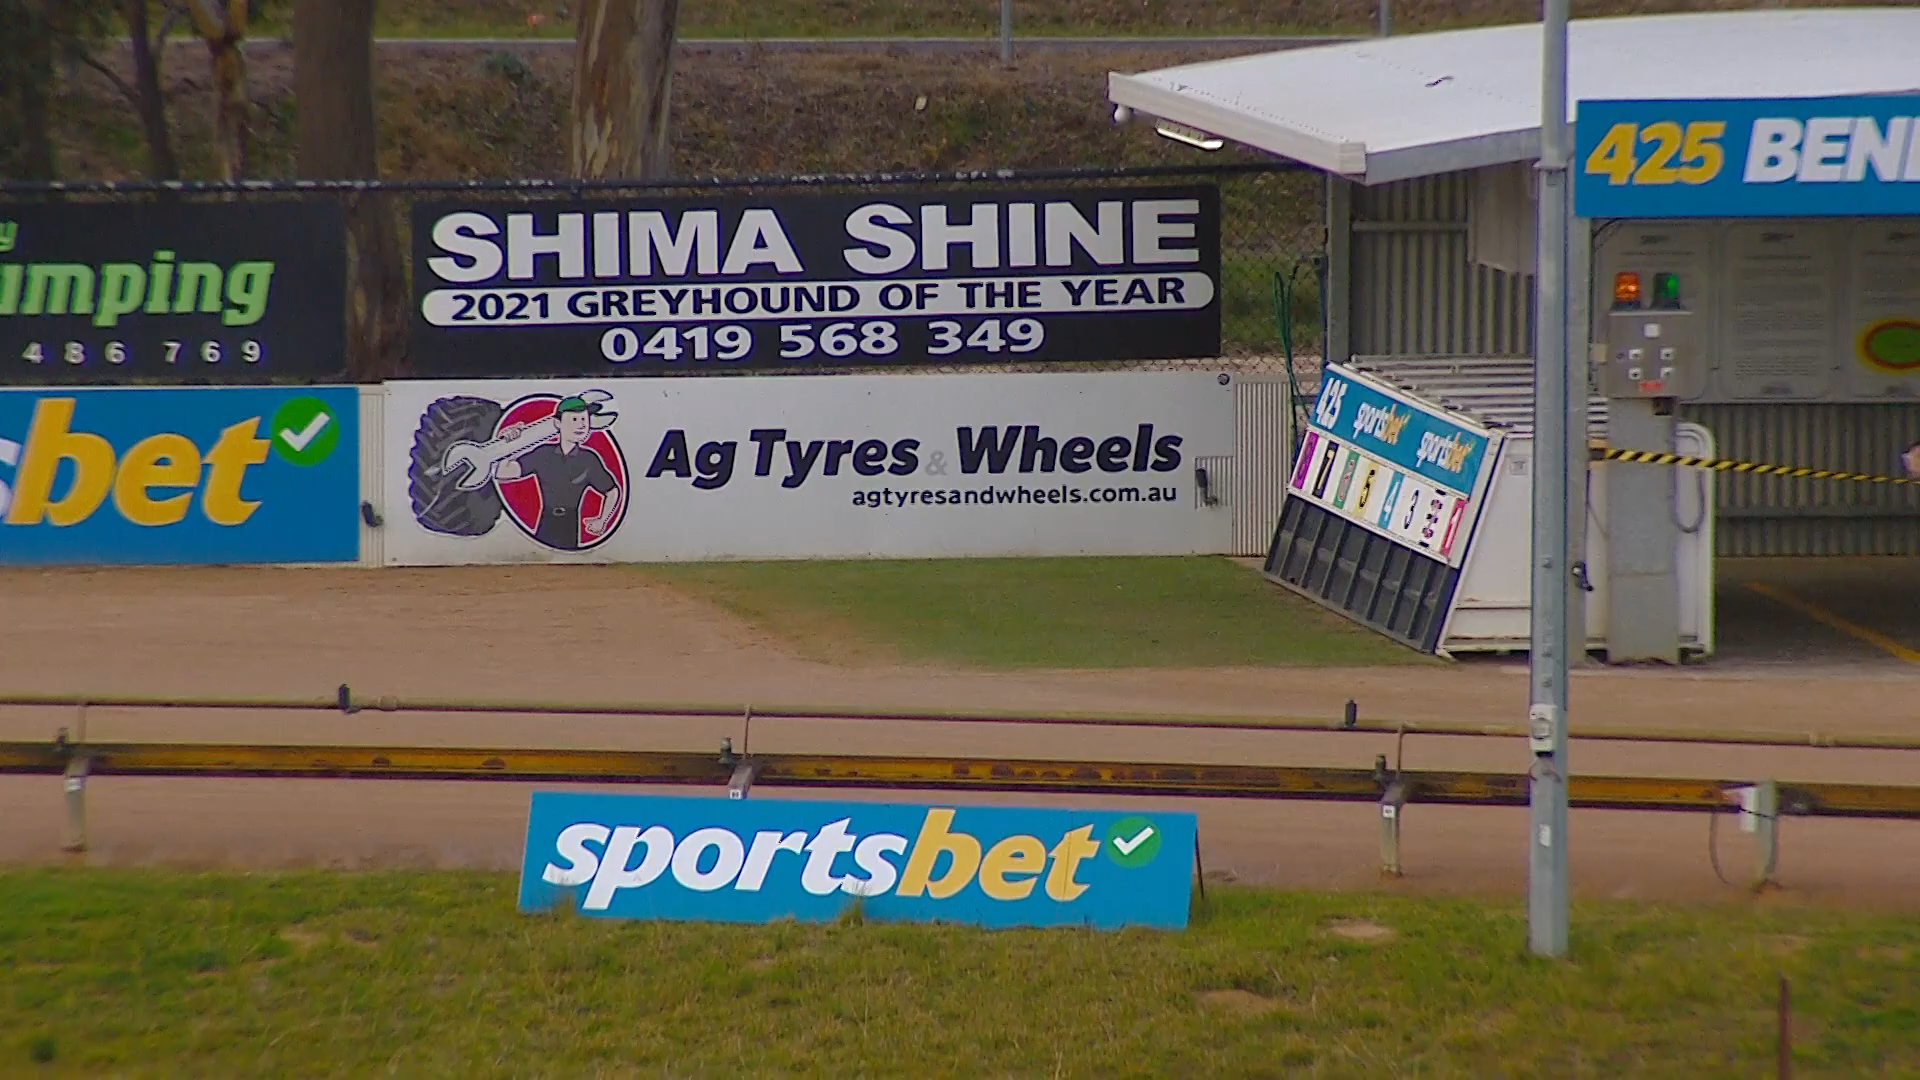 umping
486 769
SHIMA SHINE
2021 GREYHOUND OF THE YEAR
0419 568 349
425 BEN
bet
Ag Tyres & Wheels
agtyresandwheels.com.au
425 sportsbet sportsbet
8 7 6 5 4 3 2 1
sportsbet